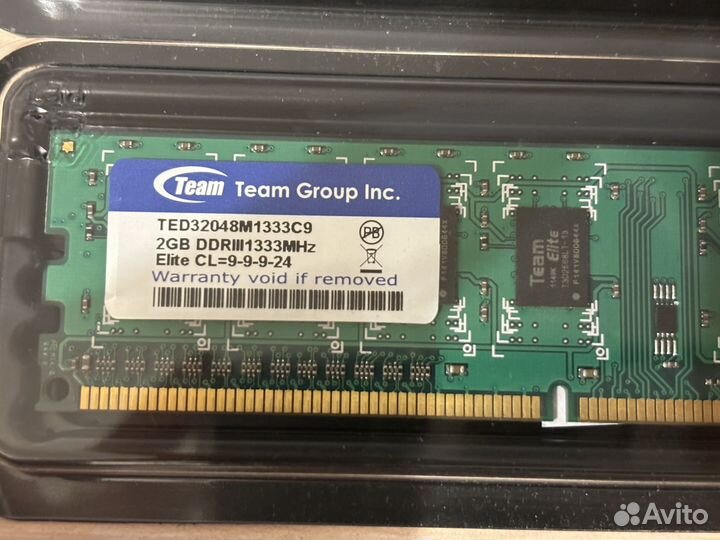 Team Team Group Inc.
TED32048M1333C9
2GB DDRIII1333MHz
Elite CL=9-9-9-24
Warranty void if removed
PB
Team Elite
Avito